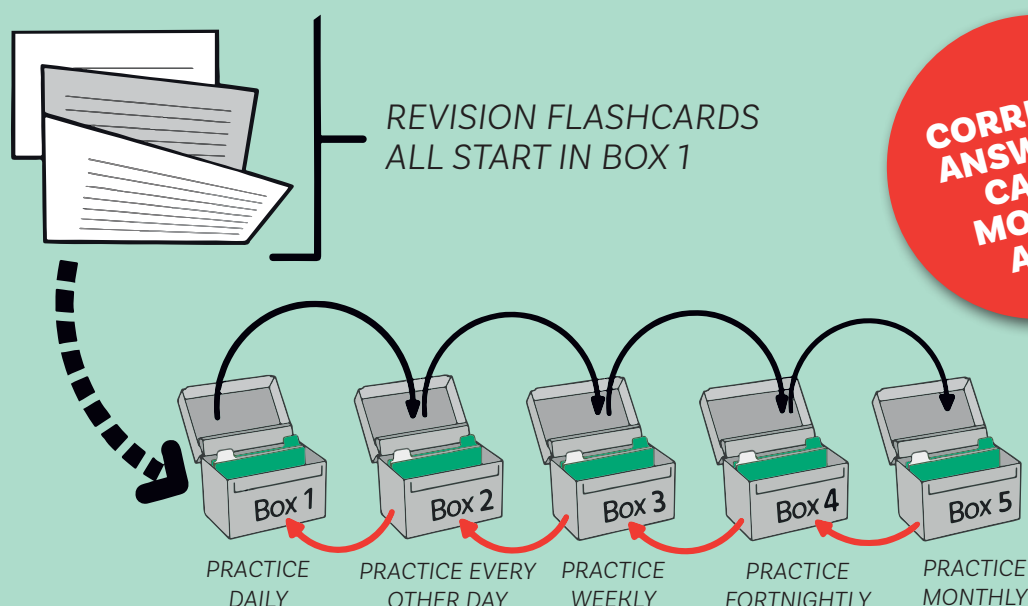 REVISION FLASHCARDS
ALL START IN BOX 1
Box 1
Box 2
Box 3
Box 4
Box 5
PRACTICE
DAILY
PRACTICE EVERY
OTHER DAY
PRACTICE
WEEKLY
PRACTICE
FORTNIGHTLY
PRACTICE
MONTHLY